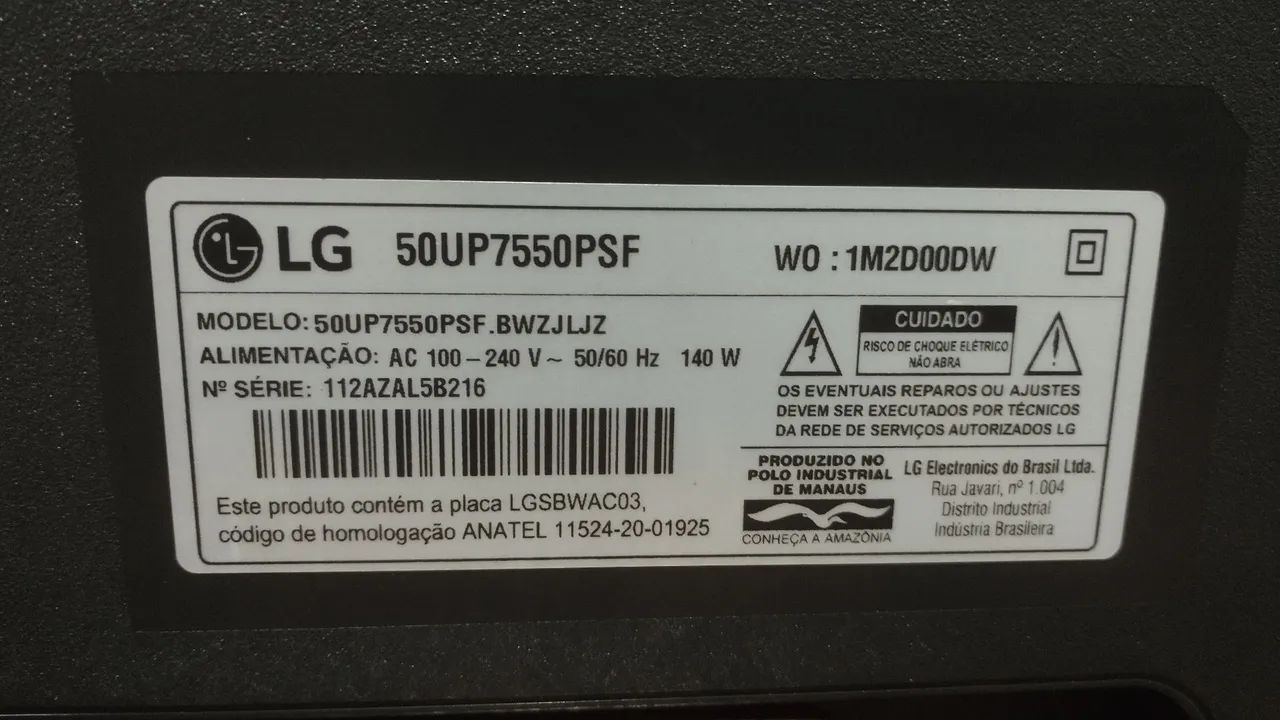 LG 50UP7550PSF WO : 1M2D00DW
MODELO: 50UP7550PSF.BWZJLJZ
ALIMENTAÇÃO: AC 100-240 V~ 50/60 Hz 140 W
Nº SÉRIE: 112AZAL5B216
Este produto contém a placa LGSBWAC03,
código de homologação ANATEL 11524-20-01925
CUIDADO
RISCO DE CHOQUE ELÉTRICO
NÃO ABRA
OS EVENTUAIS REPAROS OU AJUSTES
DEVEM SER EXECUTADOS POR TÉCNICOS
DA REDE DE SERVIÇOS AUTORIZADOS LG
PRODUZIDO NO
POLO INDUSTRIAL
DE MANAUS
CONHEÇA A AMAZÔNIA
LG Electronics do Brasil Ltda.
Rua Javari, nº 1.004
Distrito Industrial
Indústria Brasileira